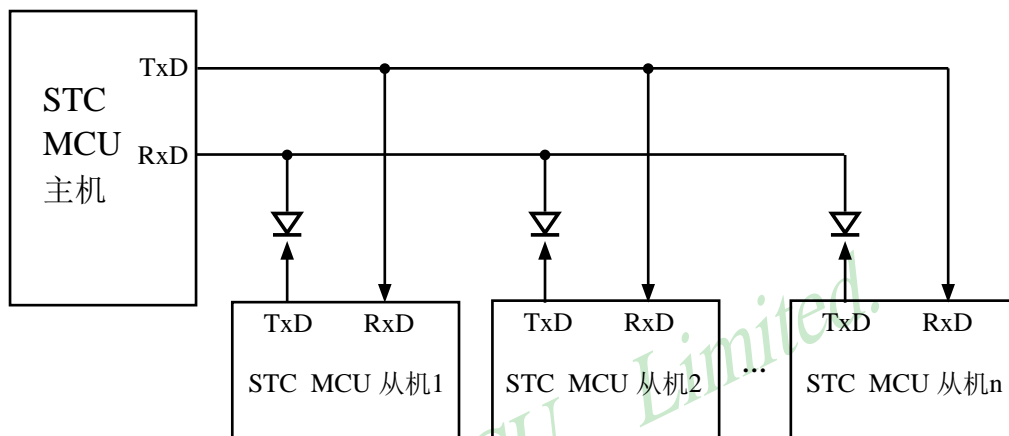 TxD
STC
MCU
RxD
主机
TxD RxD
TxD RxD
TxD RxD
STC MCU 从机1
STC MCU 从机2
...
STC MCU 从机n
Limited.